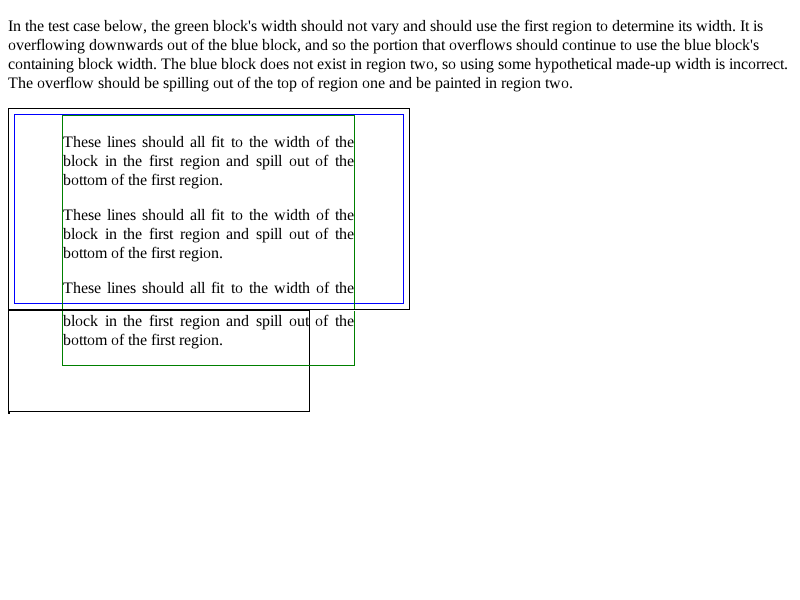 In the test case below, the green block's width should not vary and should use the first region to determine its width. It is
overflowing downwards out of the blue block, and so the portion that overflows should continue to use the blue block's
containing block width. The blue block does not exist in region two, so using some hypothetical made-up width is incorrect.
The overflow should be spilling out of the top of region one and be painted in region two.
These lines should all fit to the width of the
block in the first region and spill out of the
bottom of the first region.
These lines should all fit to the width of the
block in the first region and spill out of the
bottom of the first region.
These lines should all fit to the width of the
block in the first region and spill out of the
bottom of the first region.